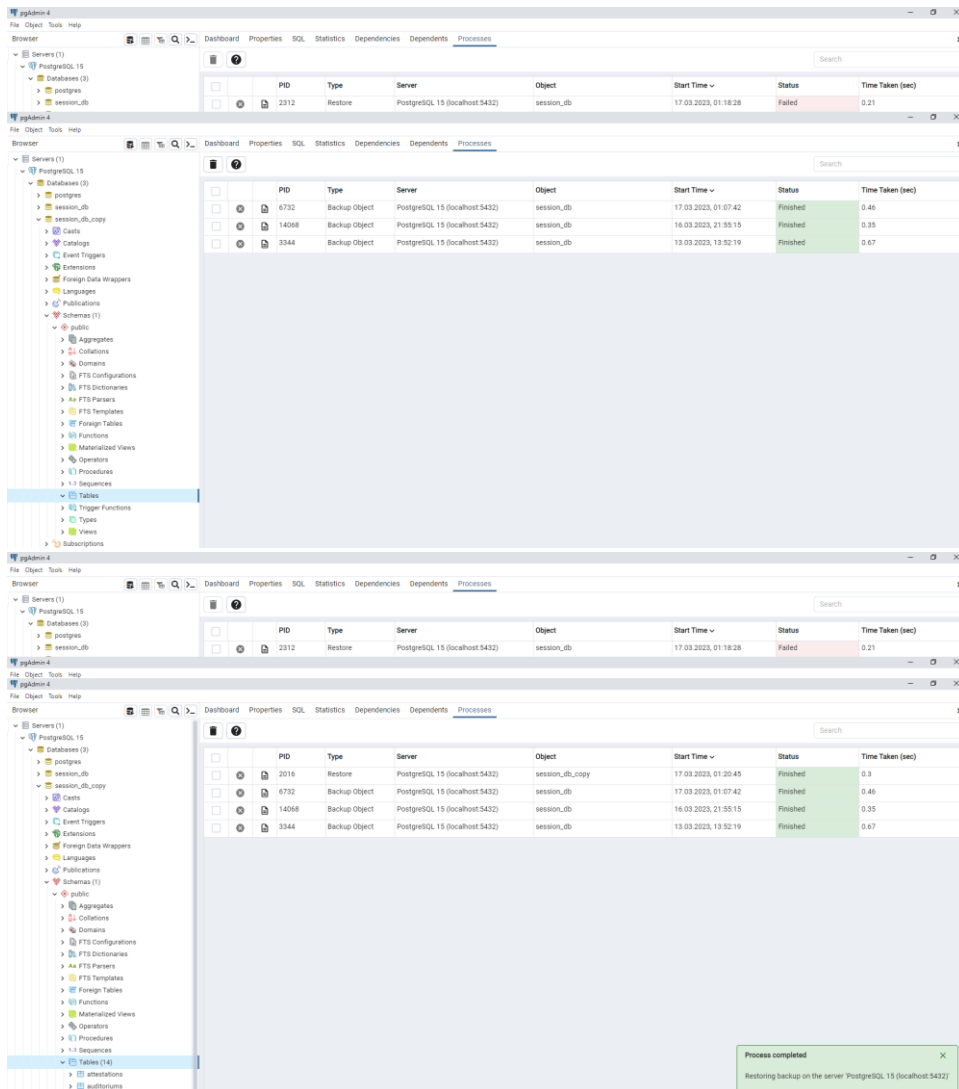 pgAdmin 4
File Object Tools Help
Browser Dashboard Properties SQL Statistics Dependencies Dependents Processes
Servers (1)
PostgreSQL 15
Databases (3)
postgres
session_db
Search
PID Type Server Object Start Time Status Time Taken (sec)
2312 Restore PostgreSQL 15 (localhost:5432) session_db 17.03.2023, 01:18:28 Failed 0.21
pgAdmin 4
File Object Tools Help
Browser Dashboard Properties SQL Statistics Dependencies Dependents Processes
Servers (1)
PostgreSQL 15
Databases (3)
postgres
session_db
session_db_copy
Casts
Catalogs
Event Triggers
Extensions
Foreign Data Wrappers
Languages
Publications
Schemas (1)
public
Aggregates
Collations
Domains
FTS Configurations
FTS Dictionaries
Aa FTS Parsers
FTS Templates
Foreign Tables
Functions
Materialized Views
Operators
Procedures
1..3 Sequences
Tables
Trigger Functions
Types
Views
Subscriptions
Search
PID Type Server Object Start Time Status Time Taken (sec)
6732 Backup Object PostgreSQL 15 (localhost:5432) session_db 17.03.2023, 01:07:42 Finished 0.46
14068 Backup Object PostgreSQL 15 (localhost:5432) session_db 16.03.2023, 21:55:15 Finished 0.35
3344 Backup Object PostgreSQL 15 (localhost:5432) session_db 13.03.2023, 13:52:19 Finished 0.67
pgAdmin 4
File Object Tools Help
Browser Dashboard Properties SQL Statistics Dependencies Dependents Processes
Servers (1)
PostgreSQL 15
Databases (3)
postgres
session_db
Search
PID Type Server Object Start Time Status Time Taken (sec)
2312 Restore PostgreSQL 15 (localhost:5432) session_db 17.03.2023, 01:18:28 Failed 0.21
pgAdmin 4
File Object Tools Help
pgAdmin 4
File Object Tools Help
Browser Dashboard Properties SQL Statistics Dependencies Dependents Processes
Servers (1)
PostgreSQL 15
Databases (3)
postgres
session_db
session_db_copy
Casts
Catalogs
Event Triggers
Extensions
Foreign Data Wrappers
Languages
Publications
Schemas (1)
public
Aggregates
Collations
Domains
FTS Configurations
FTS Dictionaries
Aa FTS Parsers
FTS Templates
Foreign Tables
Functions
Materialized Views
Operators
Procedures
1..3 Sequences
Tables (14)
attestations
auditoriums
Search
PID Type Server Object Start Time Status Time Taken (sec)
2016 Restore PostgreSQL 15 (localhost:5432) session_db_copy 17.03.2023, 01:20:45 Finished 0.3
6732 Backup Object PostgreSQL 15 (localhost:5432) session_db 17.03.2023, 01:07:42 Finished 0.46
14068 Backup Object PostgreSQL 15 (localhost:5432) session_db 16.03.2023, 21:55:15 Finished 0.35
3344 Backup Object PostgreSQL 15 (localhost:5432) session_db 13.03.2023, 13:52:19 Finished 0.67
Process completed
Restoring backup on the server 'PostgreSQL 15 (localhost:5432)'